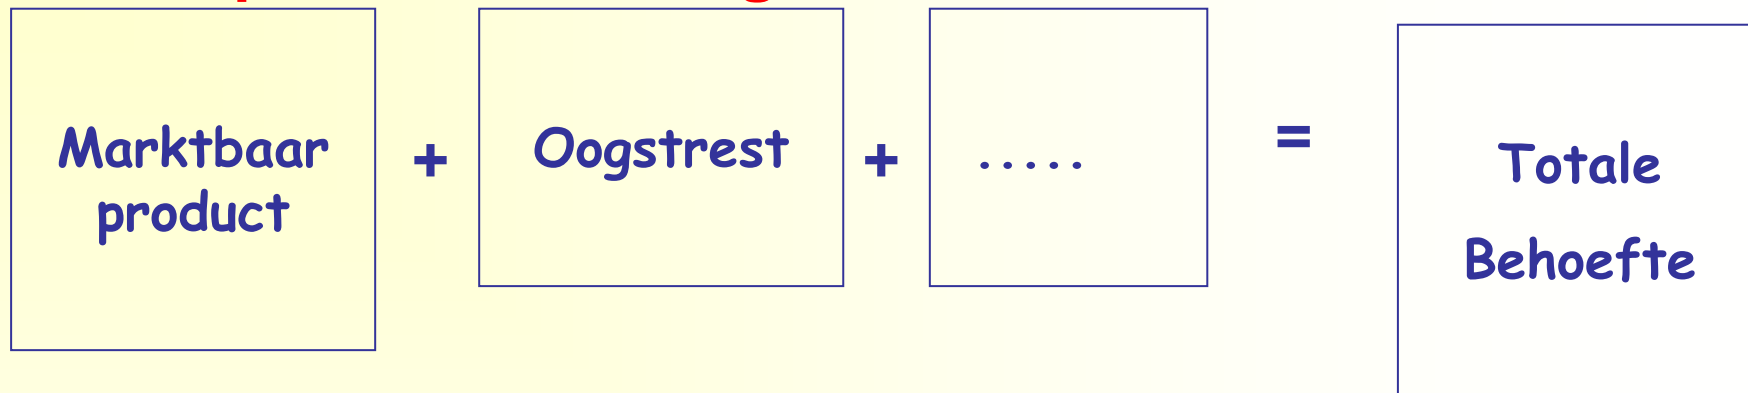 Marktbaar
product
+
Oogstrest
+
.....
=
Totale
Behoefte